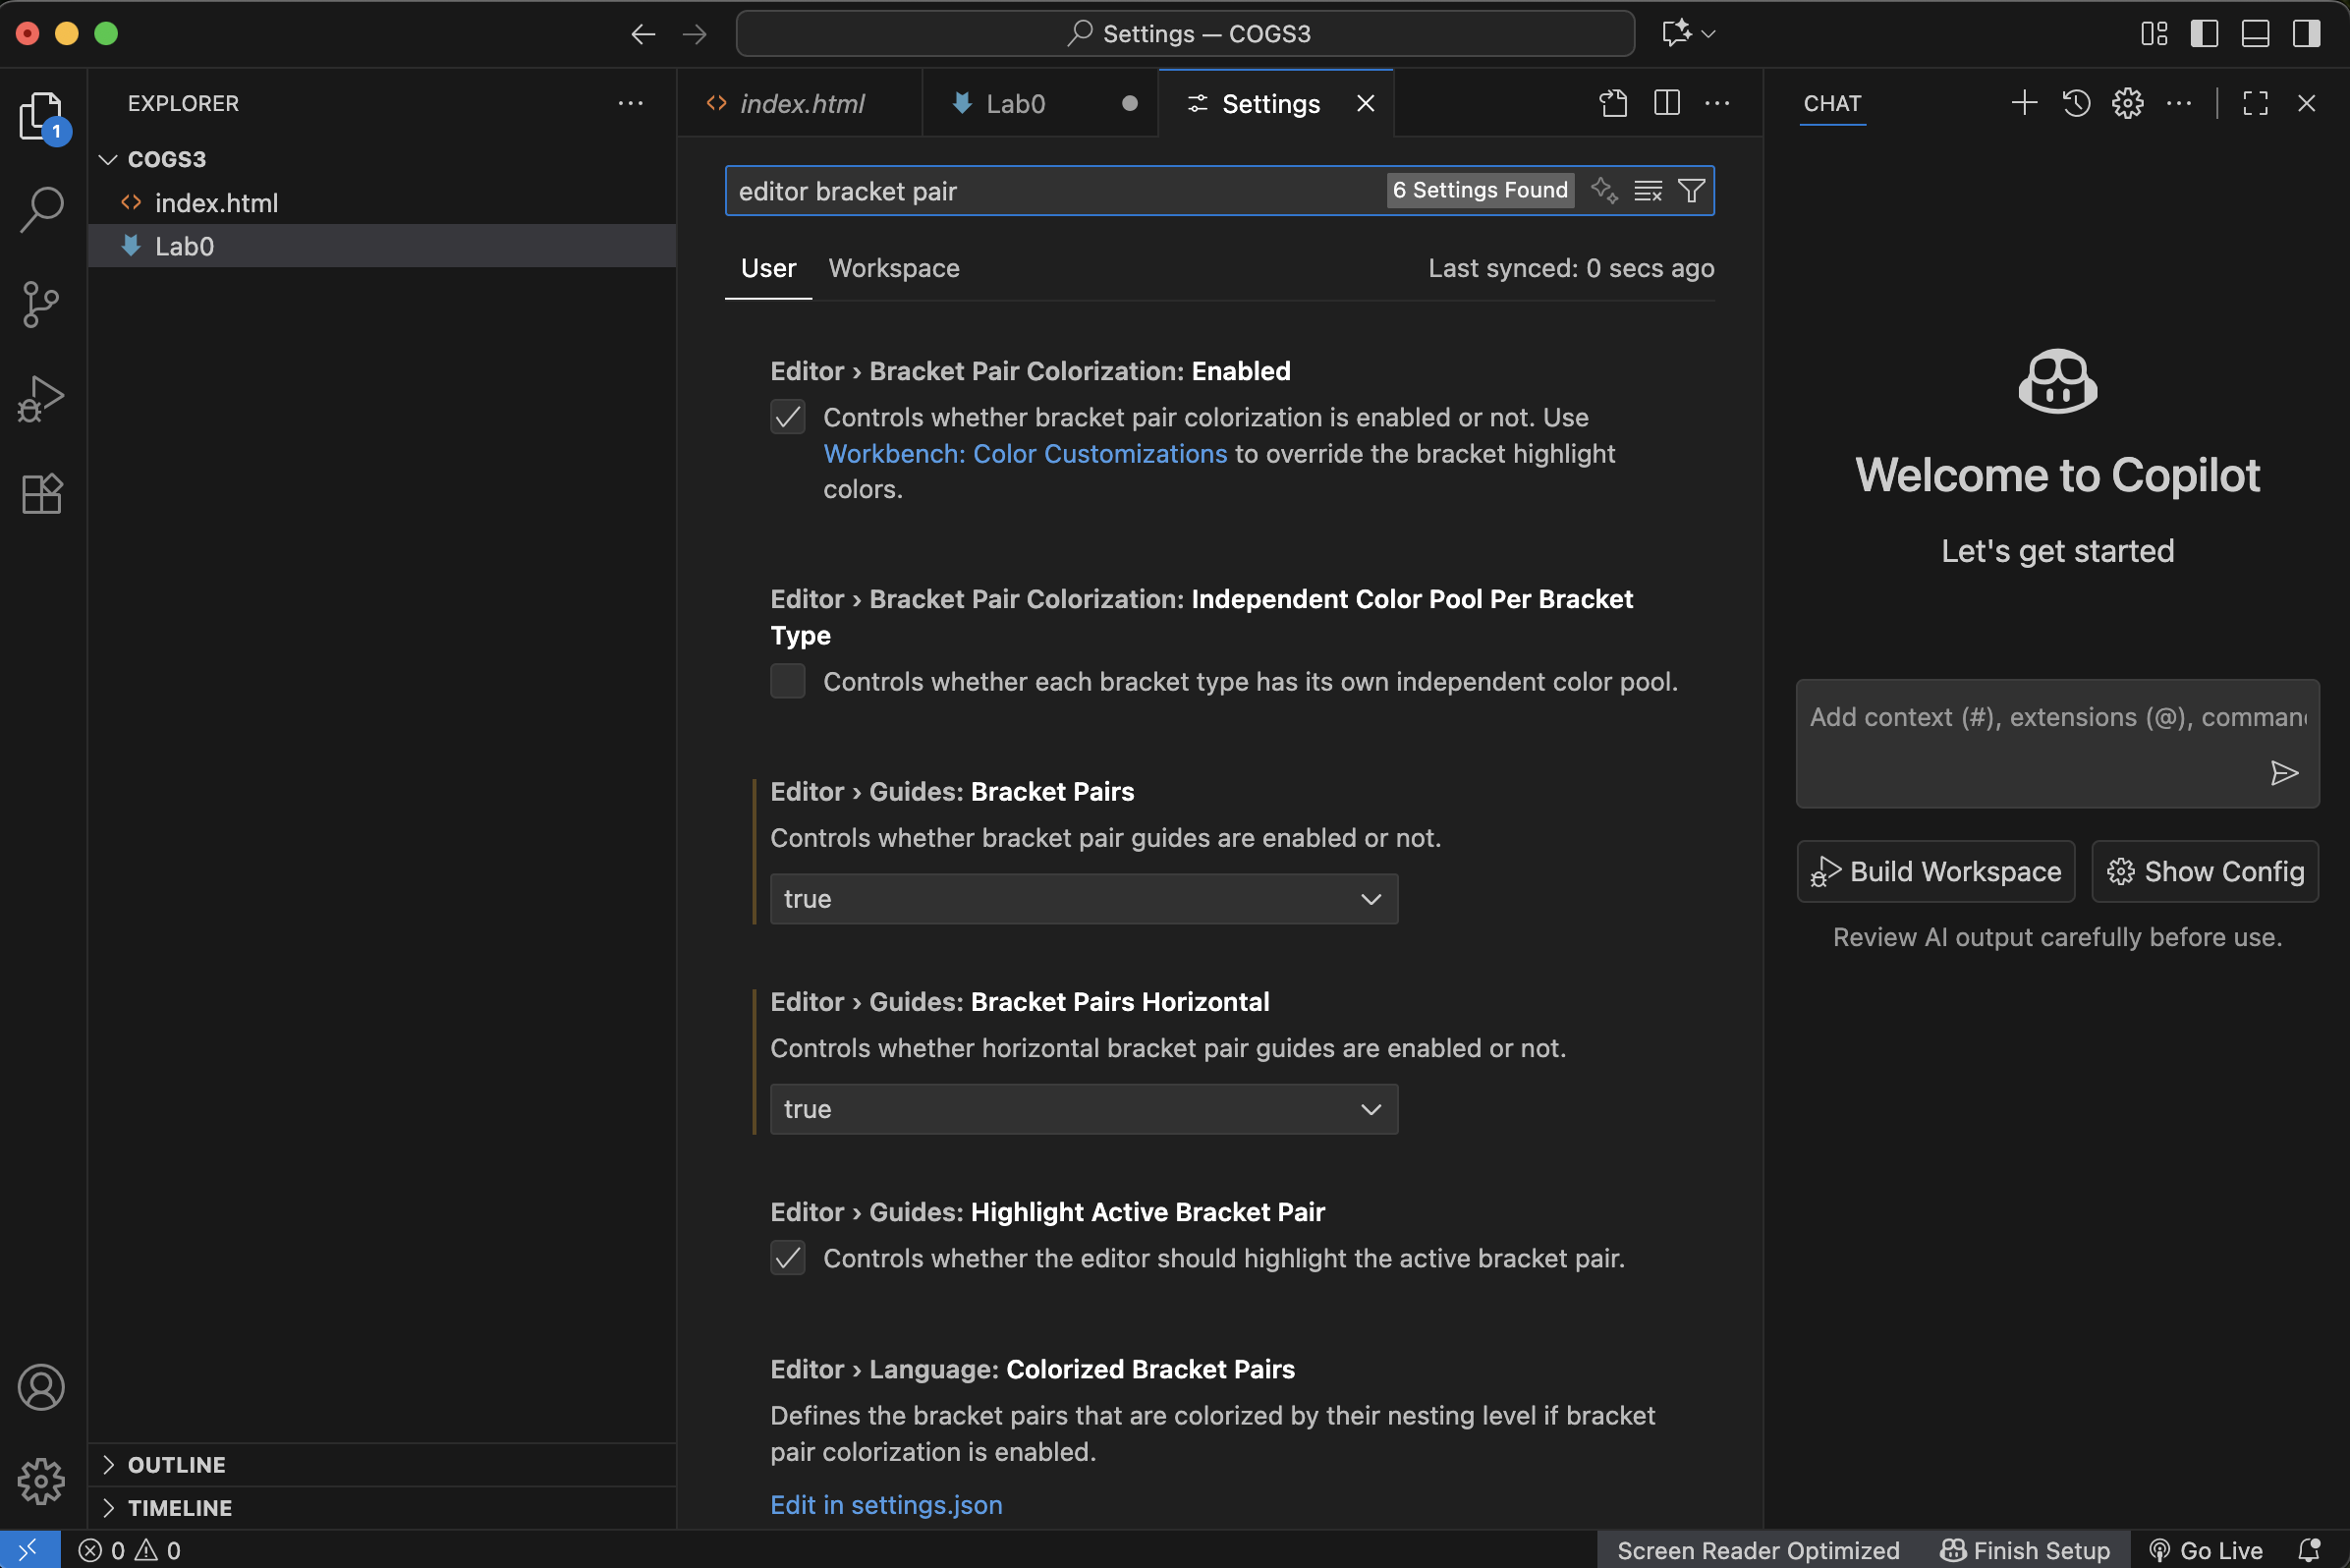 Settings — COGS3
EXPLORER
1
COGS3
index.html
Lab0
OUTLINE
TIMELINE
index.html
Lab0
Settings
editor bracket pair
6 Settings Found
User
Workspace
Last synced: 0 secs ago
Editor › Bracket Pair Colorization: Enabled
Controls whether bracket pair colorization is enabled or not. Use
Workbench: Color Customizations to override the bracket highlight
colors.
Editor › Bracket Pair Colorization: Independent Color Pool Per Bracket
Type
Controls whether each bracket type has its own independent color pool.
Editor › Guides: Bracket Pairs
Controls whether bracket pair guides are enabled or not.
true
Editor › Guides: Bracket Pairs Horizontal
Controls whether horizontal bracket pair guides are enabled or not.
true
Editor › Guides: Highlight Active Bracket Pair
Controls whether the editor should highlight the active bracket pair.
Editor › Language: Colorized Bracket Pairs
Defines the bracket pairs that are colorized by their nesting level if bracket
pair colorization is enabled.
Edit in settings.json
CHAT
Welcome to Copilot
Let's get started
Add context (#), extensions (@), comman
Build Workspace
Show Config
Review AI output carefully before use.
0
0
Screen Reader Optimized
Finish Setup
Go Live